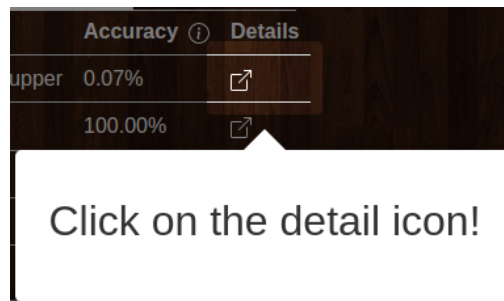 Accuracy Details
upper 0.07%
100.00%
Click on the detail icon!